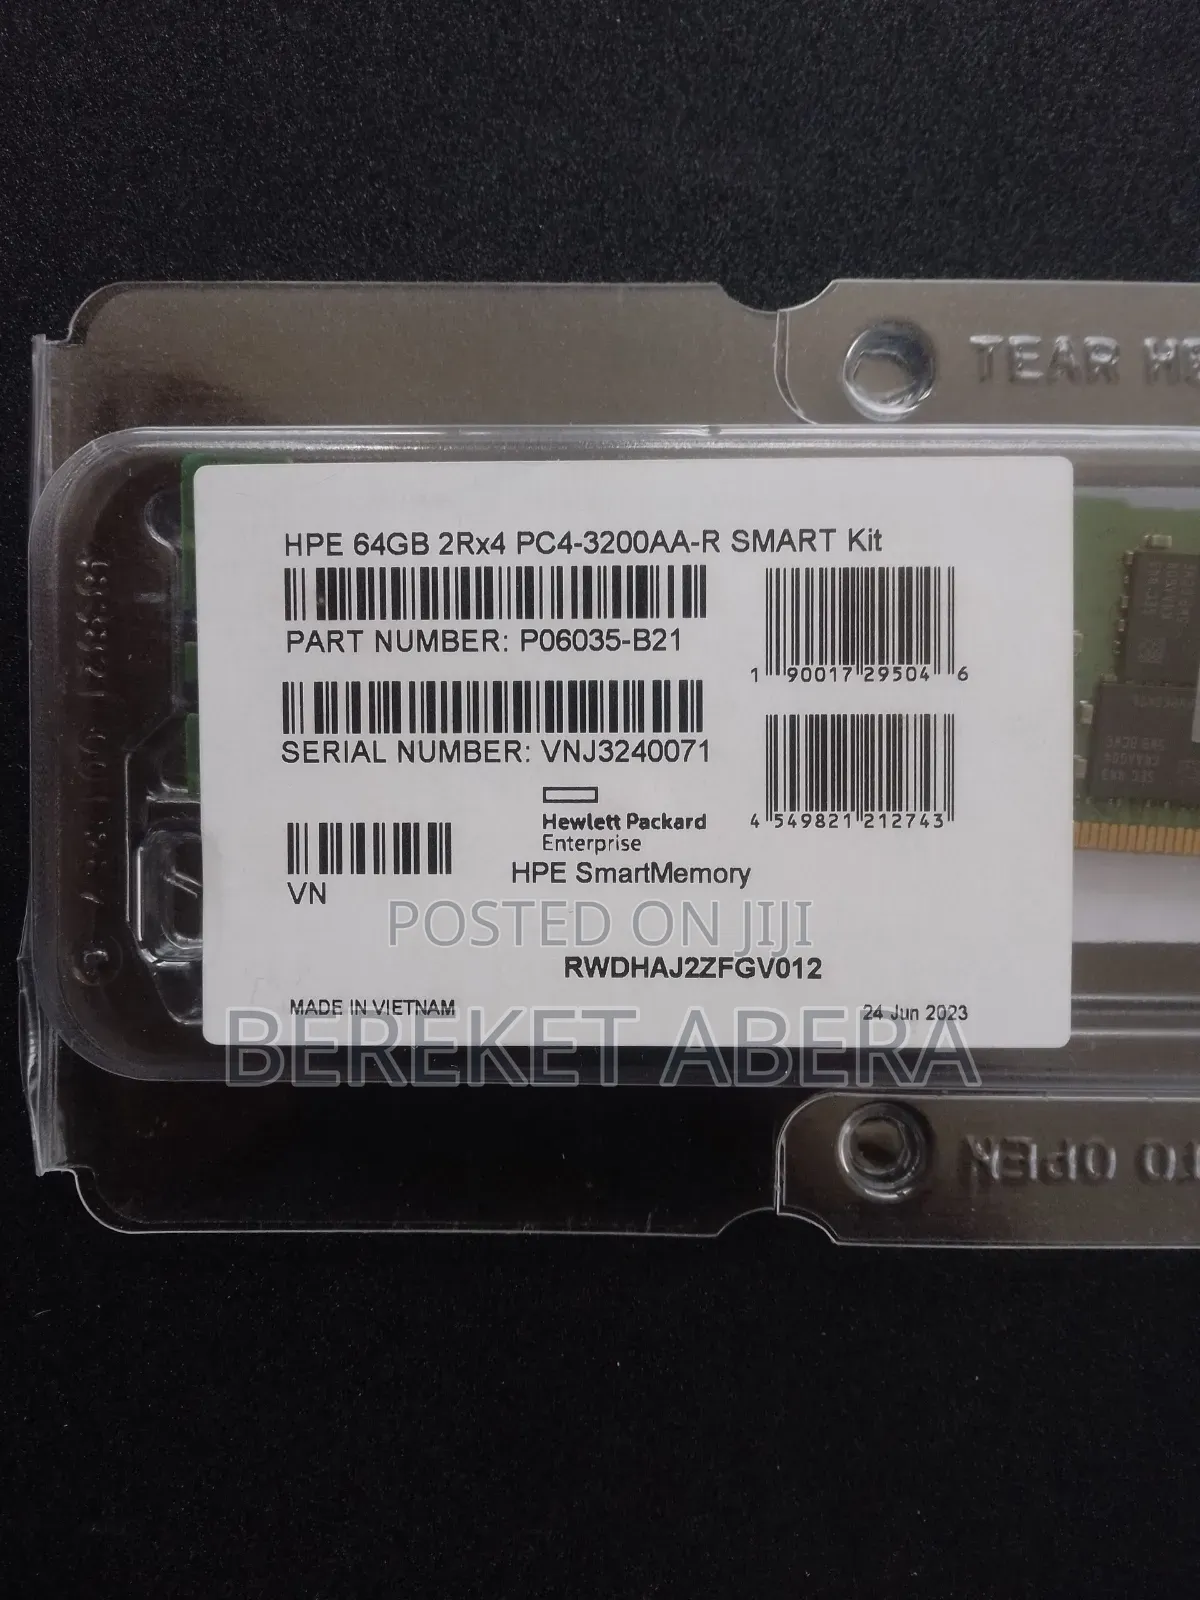 TEAR HE
HPE 64GB 2Rx4 PC4-3200AA-R SMART Kit
PART NUMBER: P06035-B21
1 90017 29504 6
SERIAL NUMBER: VNJ3240071
4 549821 212743
Hewlett Packard
Enterprise
HPE SmartMemory
VN
POSTED ON JIJI
RWDHAJ2ZFGV012
MADE IN VIETNAM
24 Jun 2023
BEREKET ABERA
TO OPEN